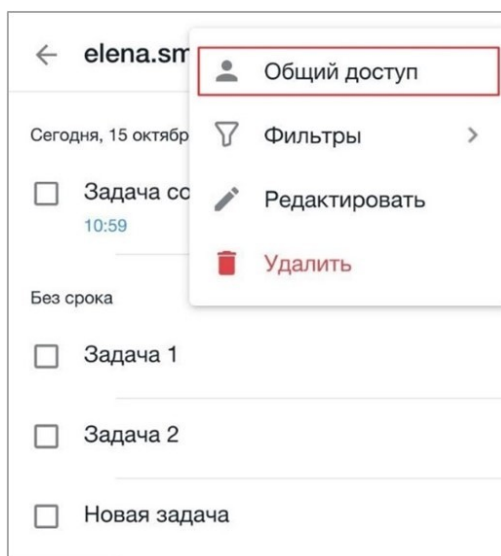 elena.sm
Общий доступ
Сегодня, 15 октябр
Фильтры
Задача со
10:59
Редактировать
Удалить
Без срока
Задача 1
Задача 2
Новая задача